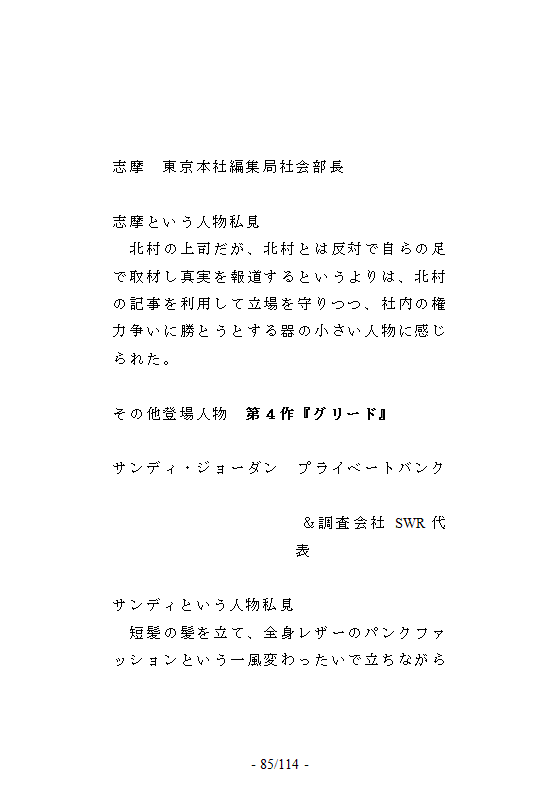 志摩　東京本社編集局社会部長
志摩という人物私見
　北村の上司だが、北村とは反対で自らの足
で取材し真実を報道するというよりは、北村
の記事を利用して立場を守りつつ、社内の権
力争いに勝とうとする器の小さい人物に感じ
られた。
その他登場人物　第４作『グリード』
サンディ・ジョーダン　プライベートバンク
＆調査会社 SWR 代
表
サンディという人物私見
　短髪の髪を立て、全身レザーのパンクファ
ッションという一風変わったいで立ちながら
- 85/114 -